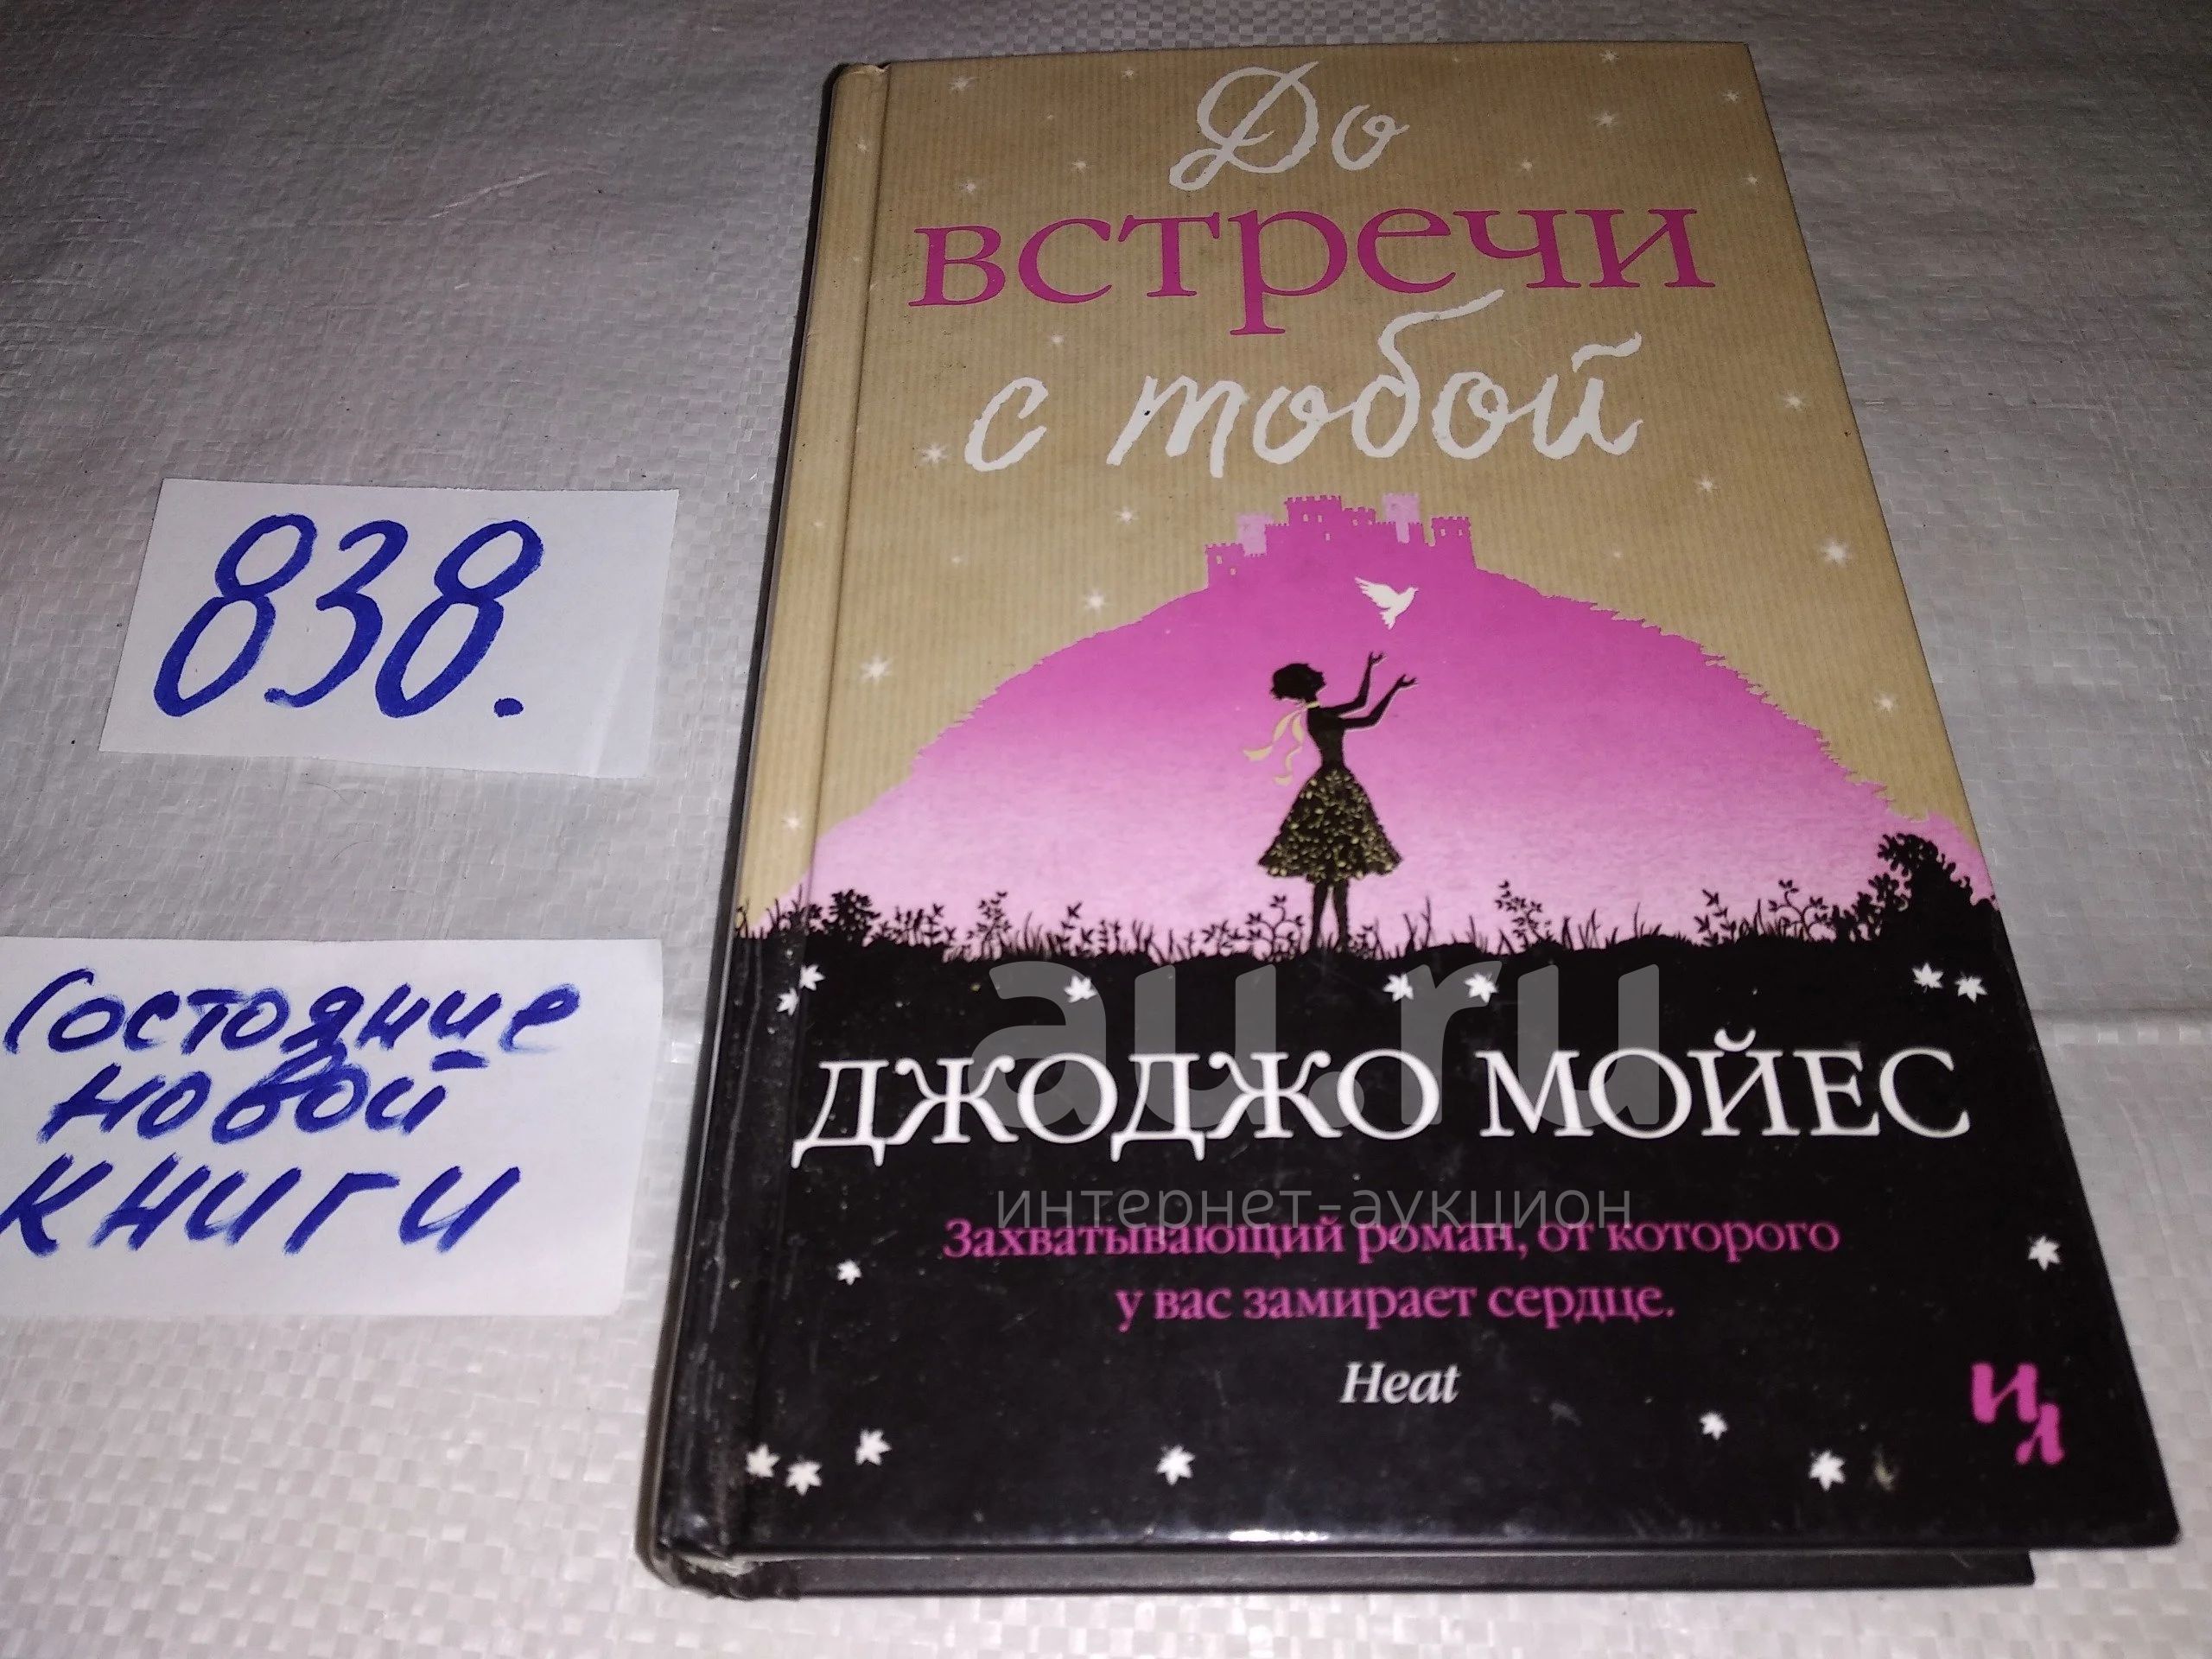 До
встречи
с тобой
838.
Состояние
новой
книги
au.ru
ДЖОДЖО МОЙЕС
интернет-аукцион
Захватывающий роман, от которого
у вас замирает сердце.
Heat
ИЛ